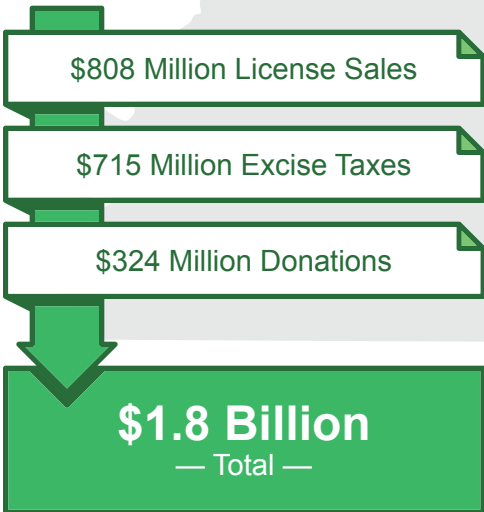 $808 Million License Sales
$715 Million Excise Taxes
$324 Million Donations
$1.8 Billion
— Total —